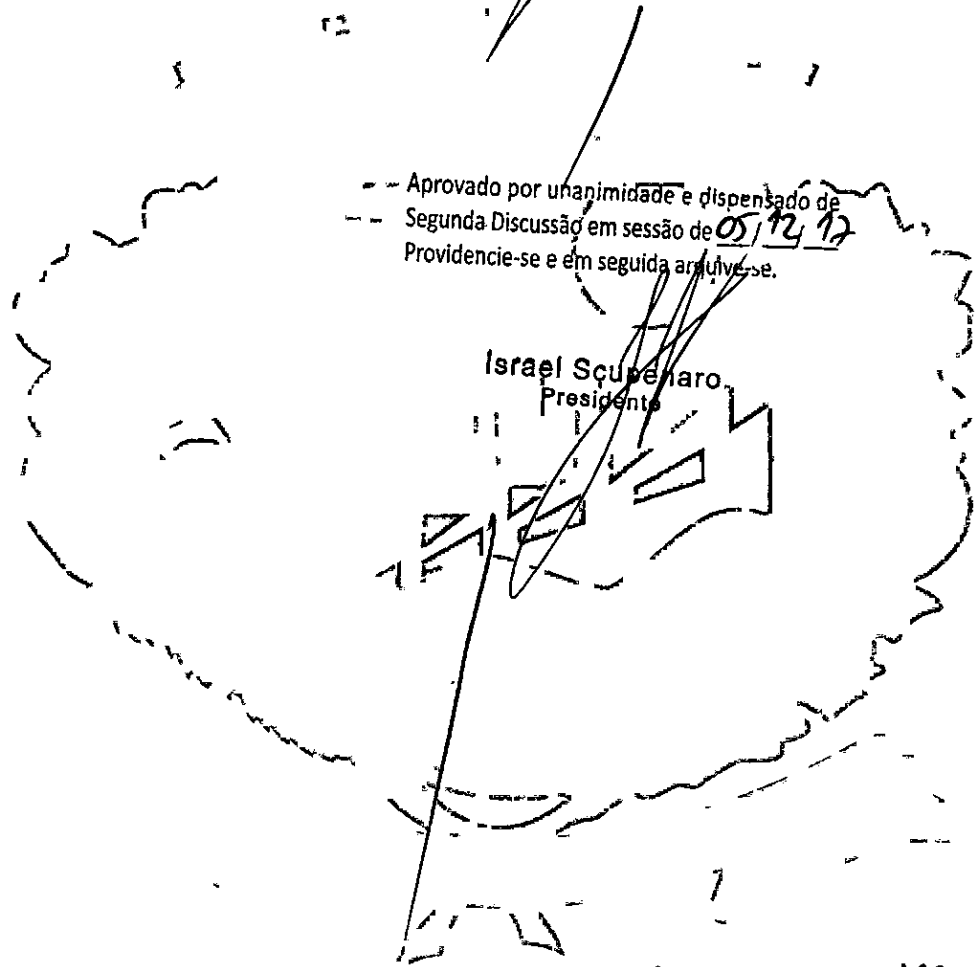 Aprovado por unanimidade e dispensado de
Segunda Discussão em sessão de 05/12/17
Providencie-se e em seguida arquive-se.
Israel Scupenaro
Presidente